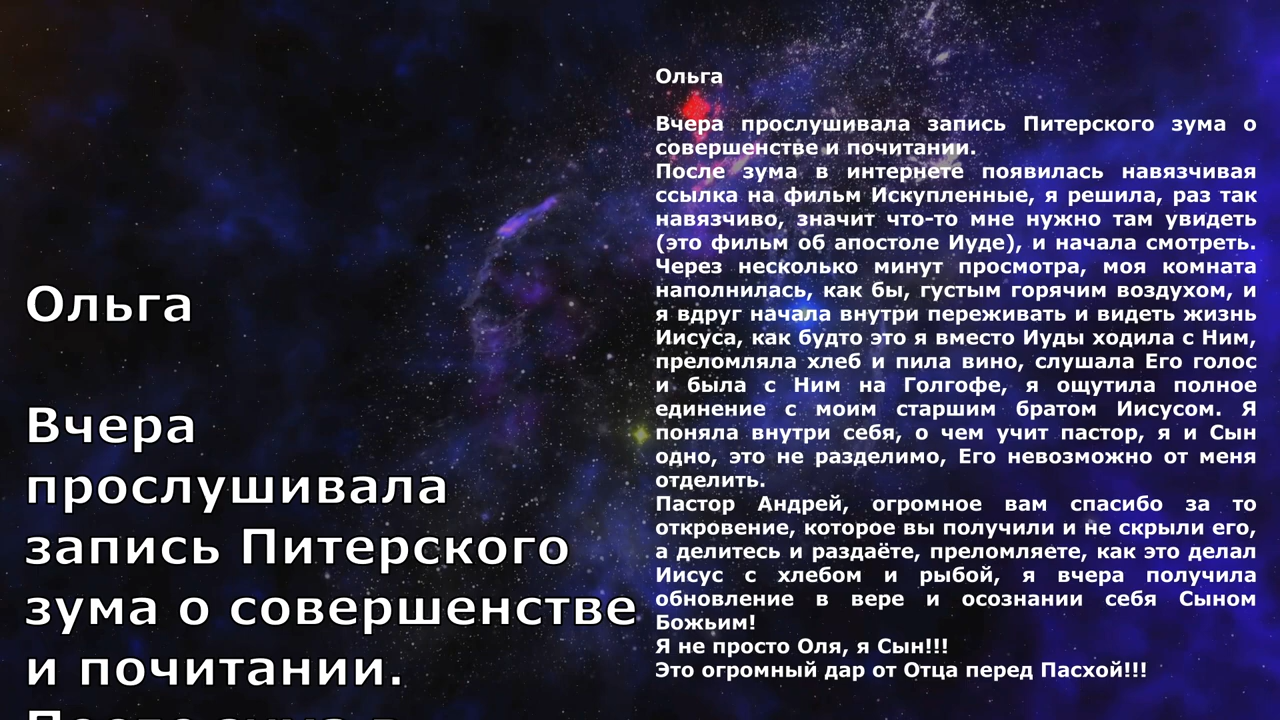 Ольга
Вчера
прослушивала
запись Питерского
зума о совершенстве
и почитании.
После зума в
Ольга
Вчера прослушивала запись Питерского зума о
совершенстве и почитании.
После зума в интернете появилась навязчивая
ссылка на фильм Искупленные, я решила, раз так
навязчиво, значит что-то мне нужно там увидеть
(это фильм об апостоле Иуде), и начала смотреть.
Через несколько минут просмотра, моя комната
наполнилась, как бы, густым горячим воздухом, и
я вдруг начала внутри переживать и видеть жизнь
Иисуса, как будто это я вместо Иуды ходила с Ним,
преломляла хлеб и пила вино, слушала Его голос
и была с Ним на Голгофе, я ощутила полное
единение с моим старшим братом Иисусом. Я
поняла внутри себя, о чем учит пастор, я и Сын
одно, это не разделимо, Его невозможно от меня
отделить.
Пастор Андрей, огромное вам спасибо за то
откровение, которое вы получили и не скрыли его,
а делитесь и раздаёте, преломляете, как это делал
Иисус с хлебом и рыбой, я вчера получила
обновление в вере и осознании себя Сыном
Божьим!
Я не просто Оля, я Сын!!!
Это огромный дар от Отца перед Пасхой!!!